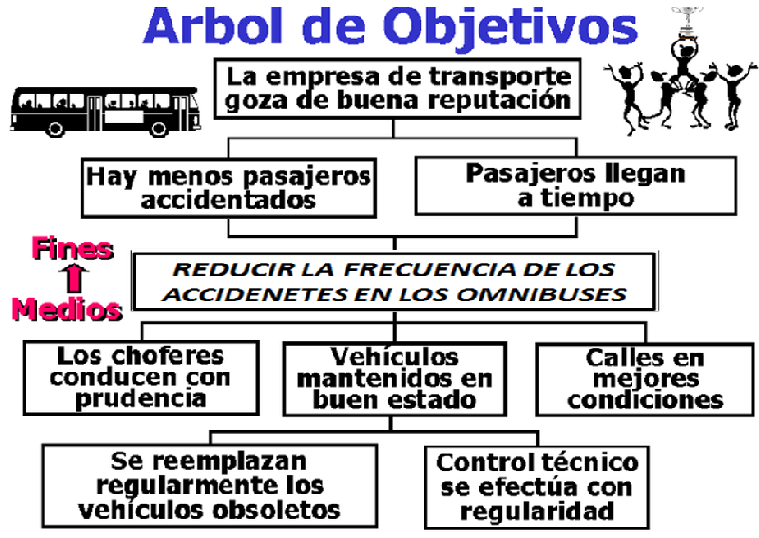 Arbol de Objetivos
La empresa de transporte
goza de buena reputación
Hay menos pasajeros
accidentados
Pasajeros llegan
a tiempo
Fines
Medios
REDUCIR LA FRECUENCIA DE LOS
ACCIDENETES EN LOS OMNIBUSES
Los choferes
conducen con
prudencia
Vehículos
mantenidos en
buen estado
Calles en
mejores
condiciones
Se reemplazan
regularmente los
vehículos obsoletos
Control técnico
se efectúa con
regularidad